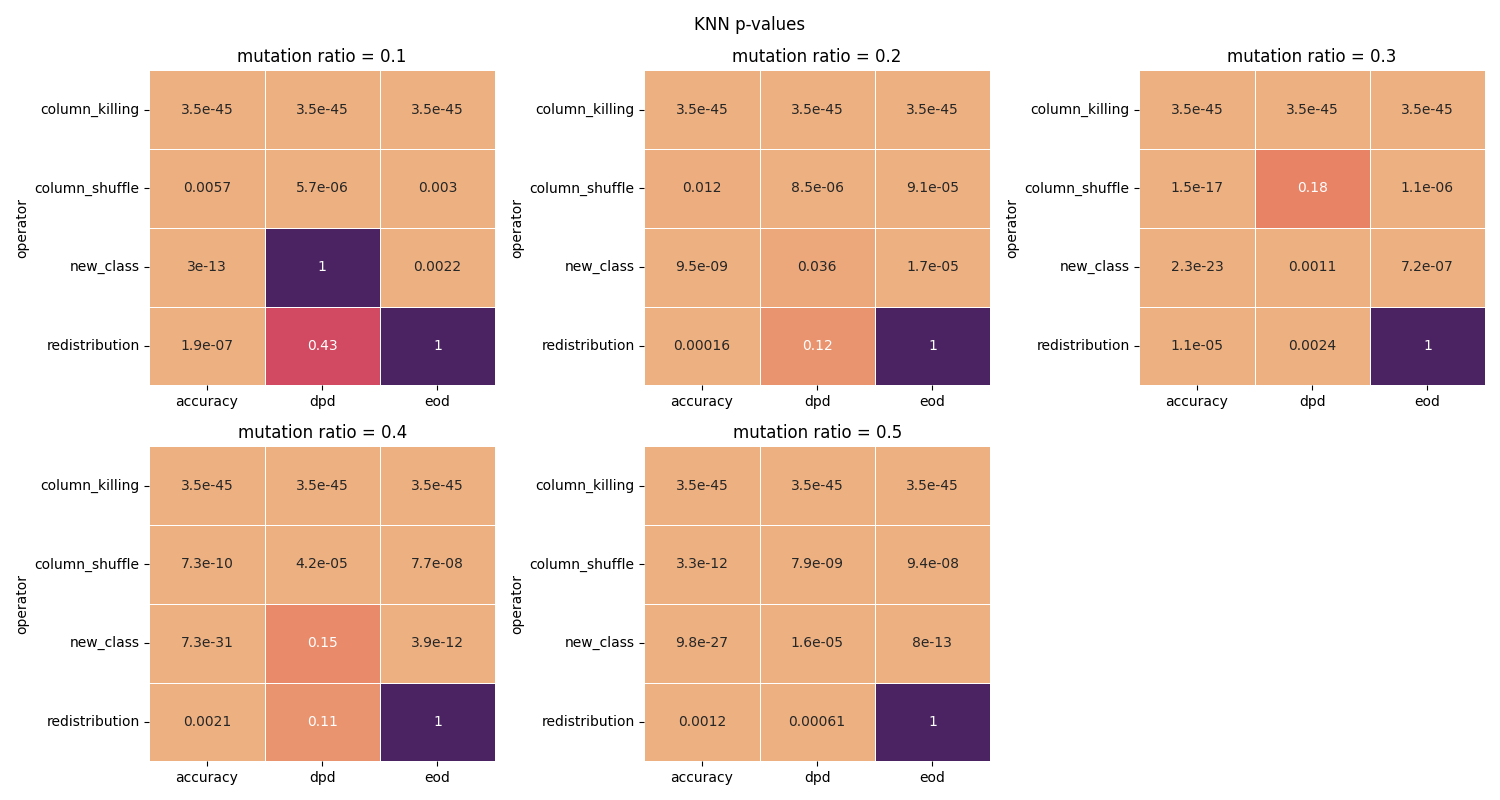 KNN p-values
mutation ratio = 0.1
operator
column_killing 3.5e-45 3.5e-45 3.5e-45
column_shuffle 0.0057 5.7e-06 0.003
new_class 3e-13 1 0.0022
redistribution 1.9e-07 0.43 1
accuracy dpd eod
mutation ratio = 0.2
operator
column_killing 3.5e-45 3.5e-45 3.5e-45
column_shuffle 0.012 8.5e-06 9.1e-05
new_class 9.5e-09 0.036 1.7e-05
redistribution 0.00016 0.12 1
accuracy dpd eod
mutation ratio = 0.3
operator
column_killing 3.5e-45 3.5e-45 3.5e-45
column_shuffle 1.5e-17 0.18 1.1e-06
new_class 2.3e-23 0.0011 7.2e-07
redistribution 1.1e-05 0.0024 1
accuracy dpd eod
mutation ratio = 0.4
operator
column_killing 3.5e-45 3.5e-45 3.5e-45
column_shuffle 7.3e-10 4.2e-05 7.7e-08
new_class 7.3e-31 0.15 3.9e-12
redistribution 0.0021 0.11 1
accuracy dpd eod
mutation ratio = 0.5
operator
column_killing 3.5e-45 3.5e-45 3.5e-45
column_shuffle 3.3e-12 7.9e-09 9.4e-08
new_class 9.8e-27 1.6e-05 8e-13
redistribution 0.0012 0.00061 1
accuracy dpd eod